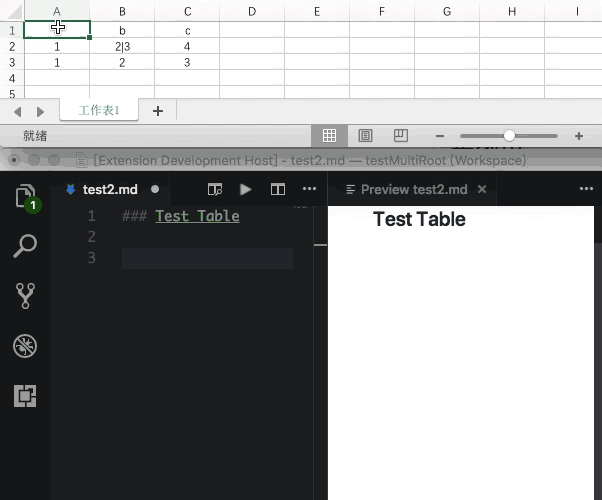 A B C D E F G H I
1 b c
2 1 2|3 4
3 1 2 3
4
5
工作表1 +
就绪
[Extension Development Host] - test2.md — testMultiRoot (Workspace)
test2.md
Preview test2.md
1
1 ### Test Table
2
3
Test Table